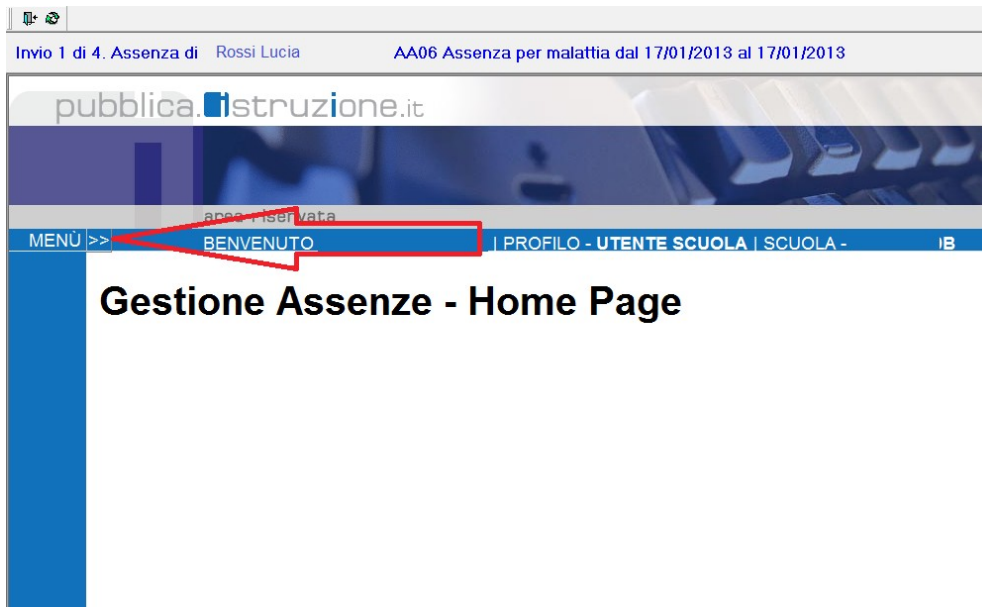 Invio 1 di 4. Assenza di Rossi Lucia AA06 Assenza per malattia dal 17/01/2013 al 17/01/2013
pubblica.istruzione.it
area riservata
MENÙ >> BENVENUTO | PROFILO - UTENTE SCUOLA | SCUOLA -
Gestione Assenze - Home Page